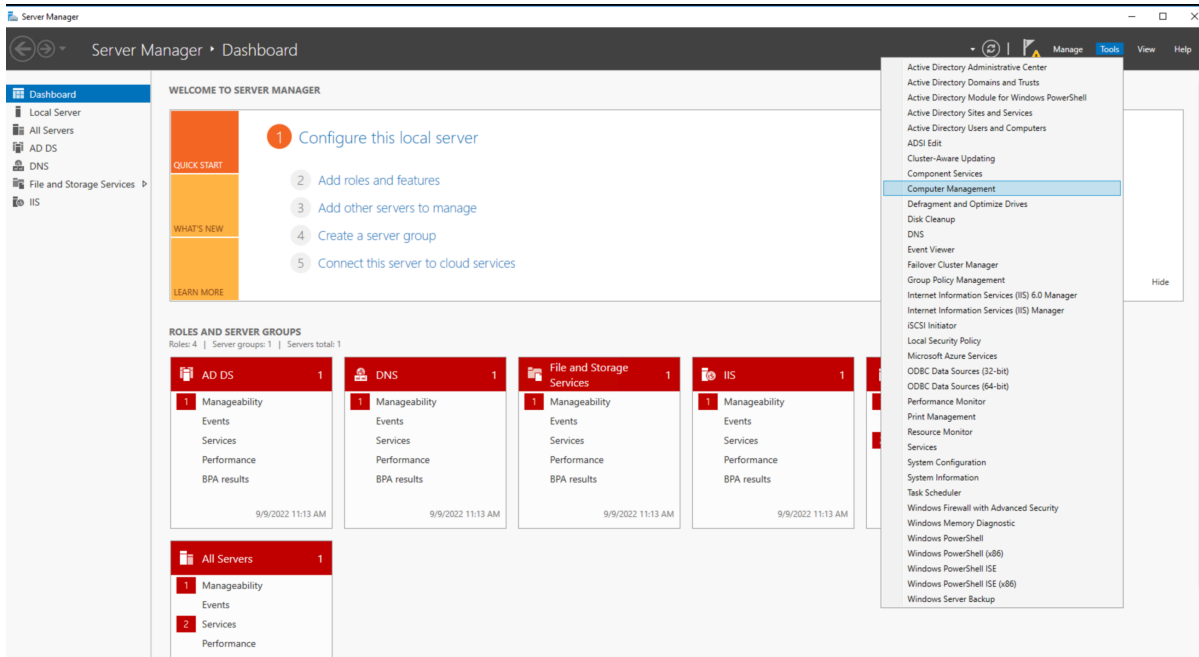 Server Manager
Server Manager • Dashboard
Manage Tools View Help
Dashboard
Local Server
All Servers
AD DS
DNS
File and Storage Services
IIS
WELCOME TO SERVER MANAGER
QUICK START
WHAT'S NEW
LEARN MORE
1 Configure this local server
2 Add roles and features
3 Add other servers to manage
4 Create a server group
5 Connect this server to cloud services
Hide
ROLES AND SERVER GROUPS
Roles: 4 | Server groups: 1 | Servers total: 1
AD DS 1
1 Manageability
Events
Services
Performance
BPA results
9/9/2022 11:13 AM
DNS 1
1 Manageability
Events
Services
Performance
BPA results
9/9/2022 11:13 AM
File and Storage
Services 1
1 Manageability
Events
Services
Performance
BPA results
9/9/2022 11:13 AM
IIS 1
1 Manageability
Events
Services
Performance
BPA results
9/9/2022 11:13 AM
All Servers 1
1 Manageability
Events
2 Services
Performance
Active Directory Administrative Center
Active Directory Domains and Trusts
Active Directory Module for Windows PowerShell
Active Directory Sites and Services
Active Directory Users and Computers
ADSI Edit
Cluster-Aware Updating
Component Services
Computer Management
Defragment and Optimize Drives
Disk Cleanup
DNS
Event Viewer
Failover Cluster Manager
Group Policy Management
Internet Information Services (IIS) 6.0 Manager
Internet Information Services (IIS) Manager
iSCSI Initiator
Local Security Policy
Microsoft Azure Services
ODBC Data Sources (32-bit)
ODBC Data Sources (64-bit)
Performance Monitor
Print Management
Resource Monitor
Services
System Configuration
System Information
Task Scheduler
Windows Firewall with Advanced Security
Windows Memory Diagnostic
Windows PowerShell
Windows PowerShell (x86)
Windows PowerShell ISE
Windows PowerShell ISE (x86)
Windows Server Backup